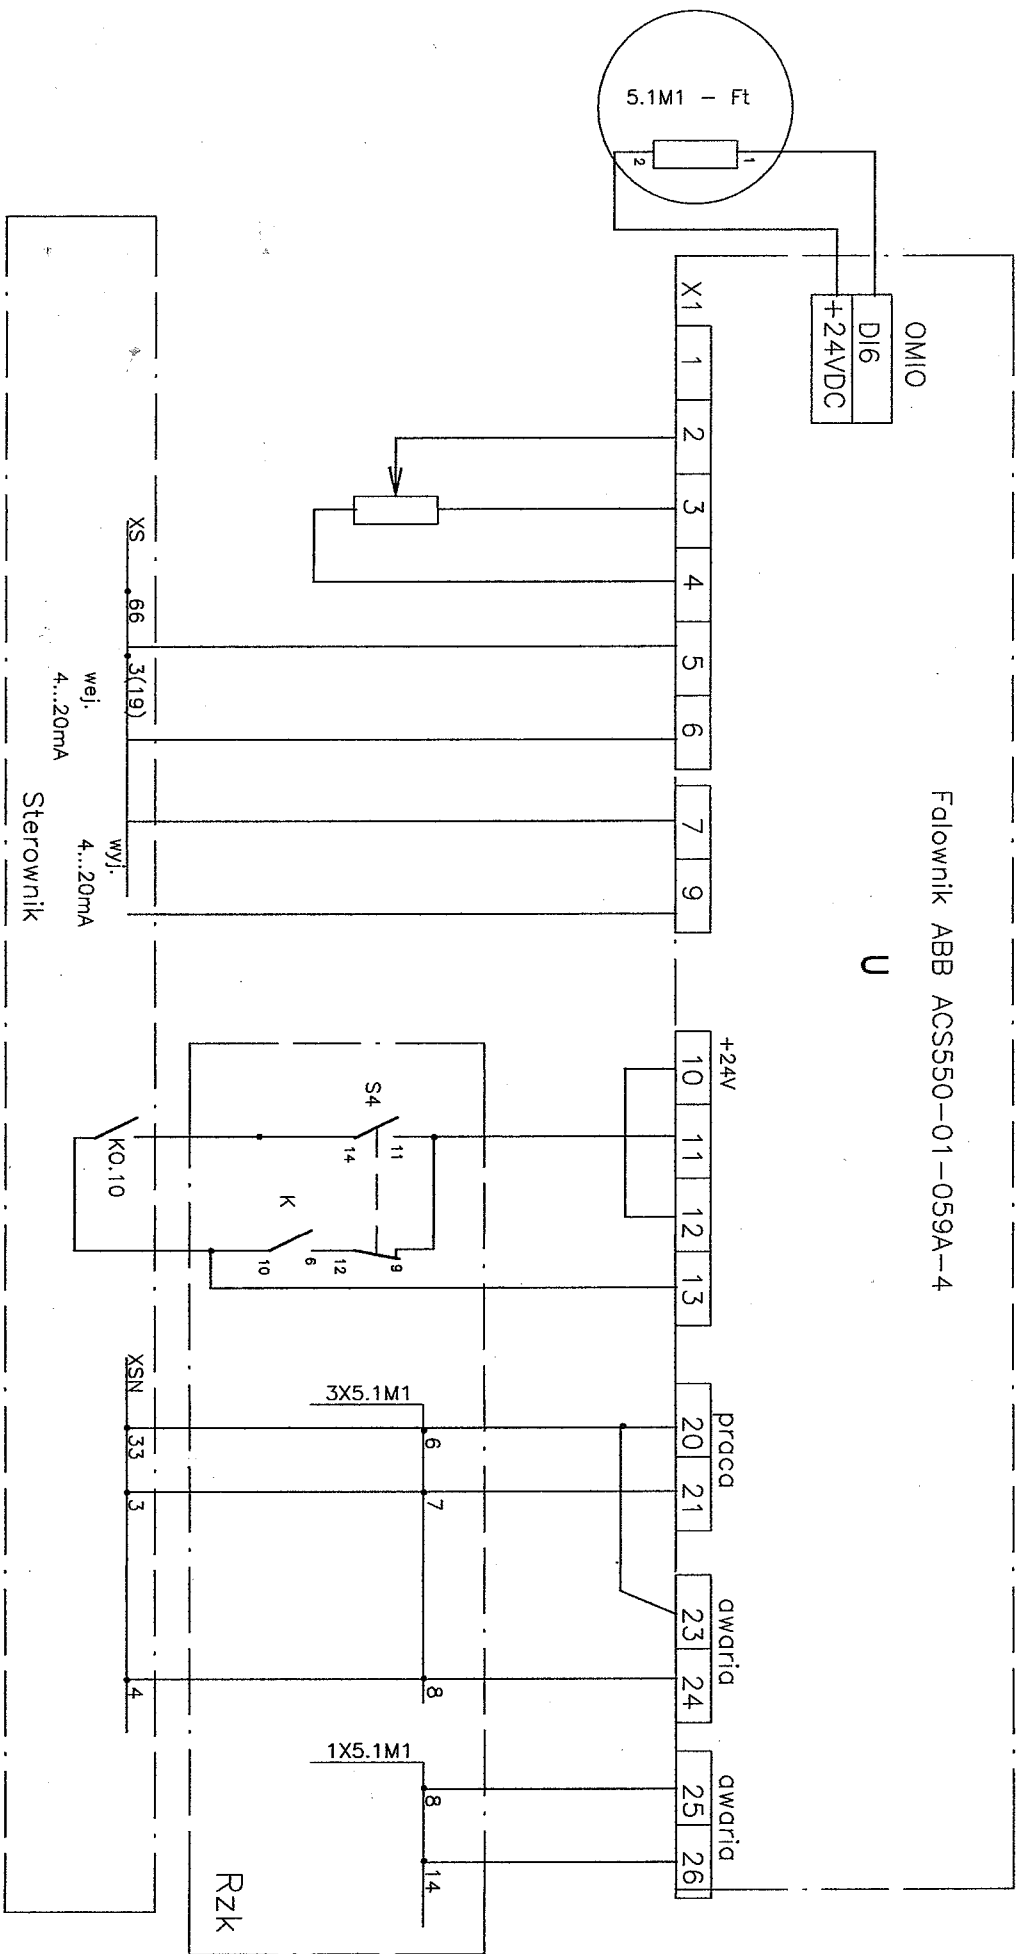 5.1M1 - Ft
1
2
OMIO
DI6
+24VDC
Falownik ABB ACS550-01-059A-4
U
X1
1
2
3
4
5
6
7
9
+24V
10
11
12
13
praca
20
21
awaria
23
24
awaria
25
26
S4
11
14
K
9
12
6
10
K0.10
3X5.1M1
6
7
8
1X5.1M1
8
14
Rzk
XS
66
3(19)
wej.
4...20mA
wyj.
4...20mA
XSN
33
3
4
Sterownik